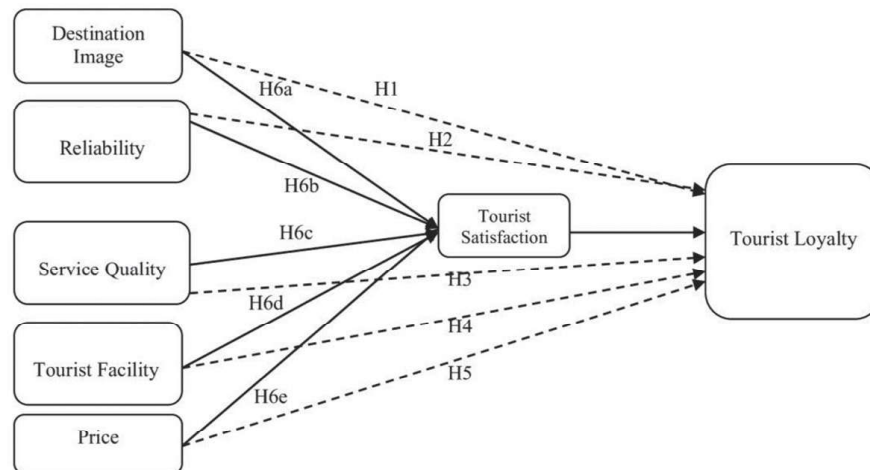 Destination
Image
H6a
H1
Reliability
H2
H6b
Tourist
Satisfaction
Tourist Loyalty
H6c
Service Quality
H3
H6d
H4
Tourist Facility
H5
H6e
Price